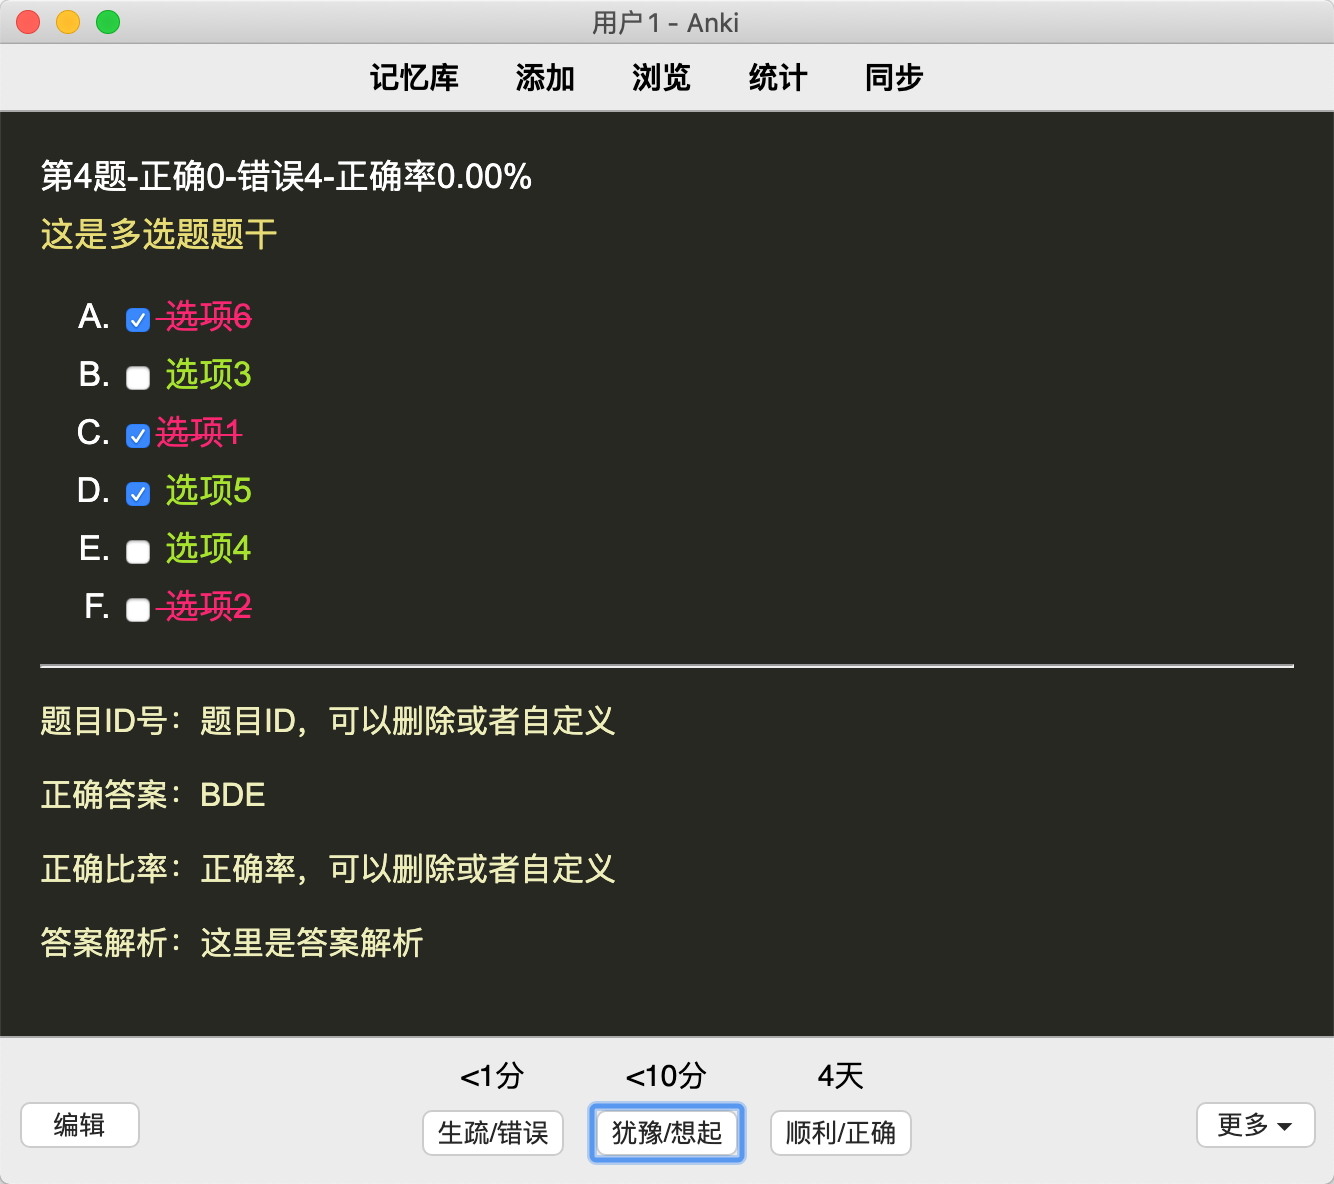 用户1 - Anki
记忆库 添加 浏览 统计 同步
第4题-正确0-错误4-正确率0.00%
这是多选题题干
A. 选项6
B. 选项3
C. 选项1
D. 选项5
E. 选项4
F. 选项2
题目ID号：题目ID，可以删除或者自定义
正确答案：BDE
正确比率：正确率，可以删除或者自定义
答案解析：这里是答案解析
<1分 <10分 4天
编辑 生疏/错误 犹豫/想起 顺利/正确 更多